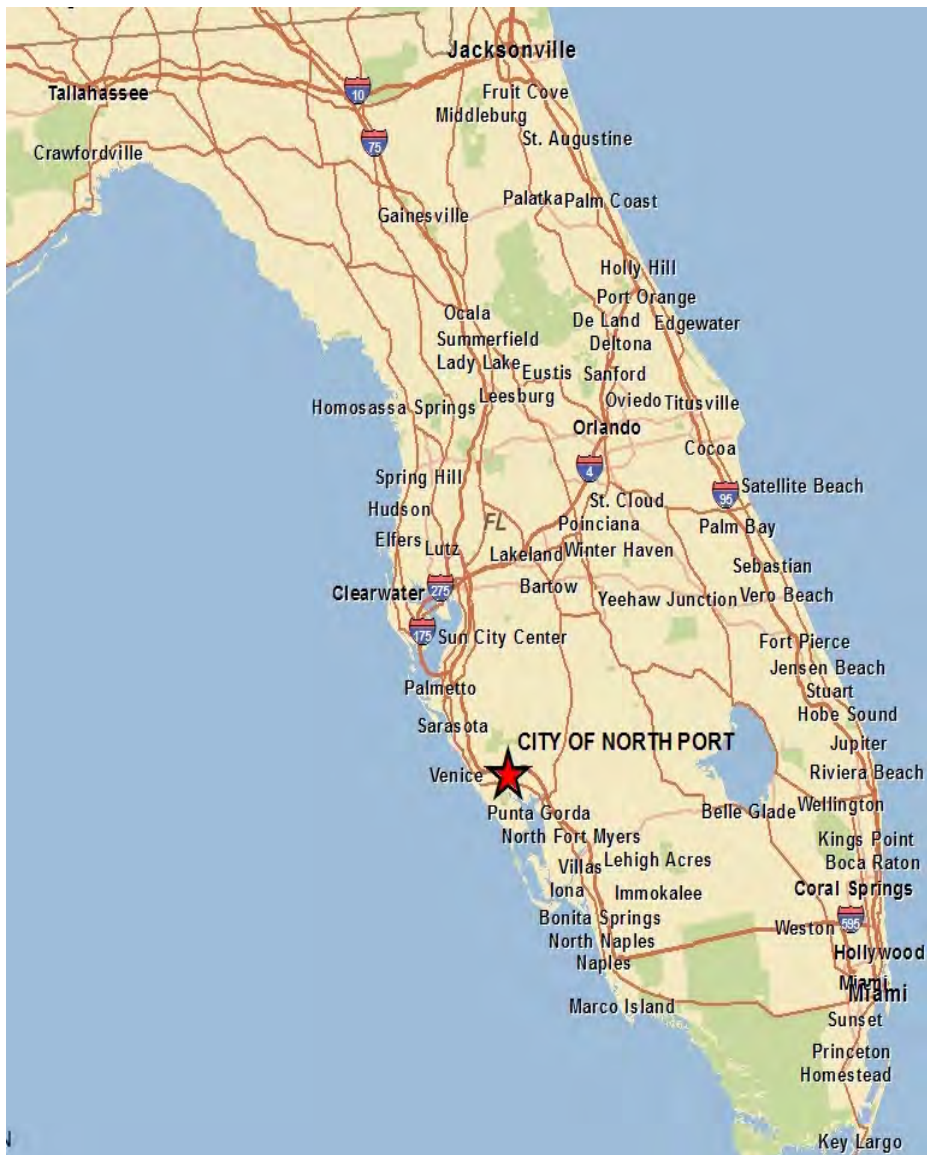 Jacksonville
Tallahassee
10
Fruit Cove
Middleburg
75
St. Augustine
Crawfordville
Palatka
Palm Coast
Gainesville
Holly Hill
Port Orange
Ocala
De Land
Edgewater
Summerfield
Deltona
Lady Lake
Eustis
Sanford
Leesburg
Oviedo
Titusville
Homosassa Springs
Orlando
Cocoa
4
Spring Hill
Satellite Beach
95
St. Cloud
Hudson
FL
Poinciana
Palm Bay
Elfers
Lutz
Lakeland
Winter Haven
Sebastian
Clearwater
275
Bartow
Yeehaw Junction
Vero Beach
175
Sun City Center
Fort Pierce
Jensen Beach
Palmetto
Stuart
Hobe Sound
Sarasota
CITY OF NORTH PORT
Jupiter
Venice
Riviera Beach
Punta Gorda
Belle Glade
Wellington
North Fort Myers
Kings Point
Villas
Lehigh Acres
Boca Raton
Iona
Immokalee
Coral Springs
Bonita Springs
Weston
595
North Naples
Hollywood
Naples
Miami
Miami
Marco Island
Sunset
Princeton
Homestead
Key Largo